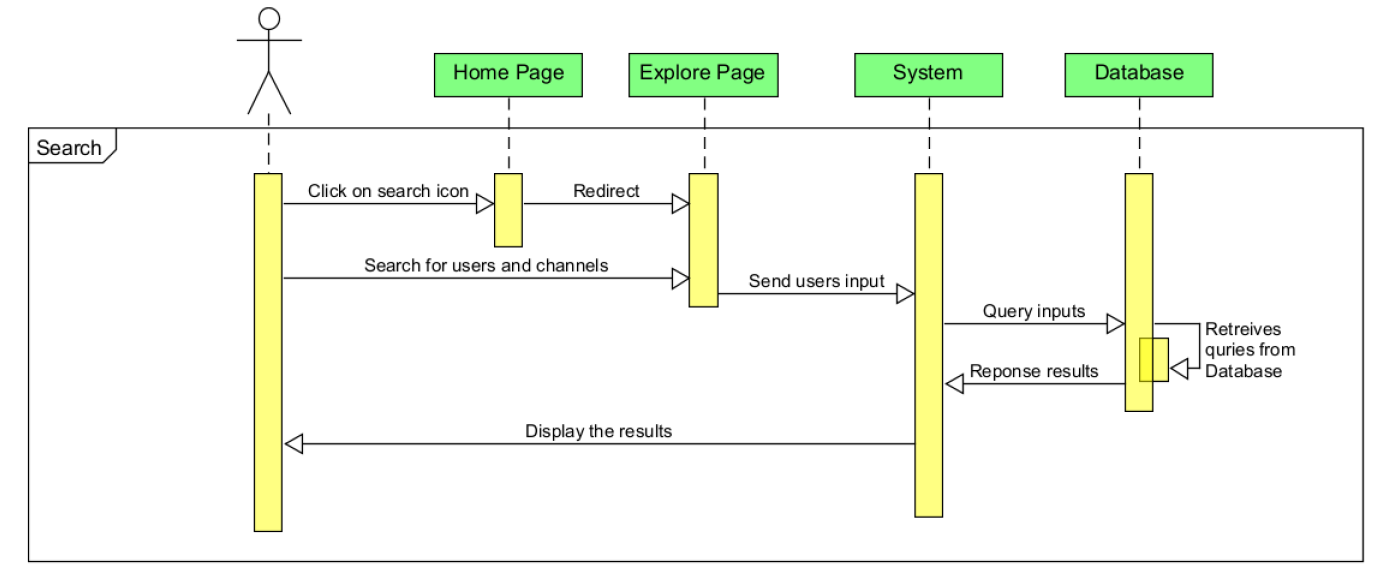 Home Page
Explore Page
System
Database
Search
Click on search icon
Redirect
Search for users and channels
Send users input
Query inputs
Retreives
quries from
Database
Reponse results
Display the results